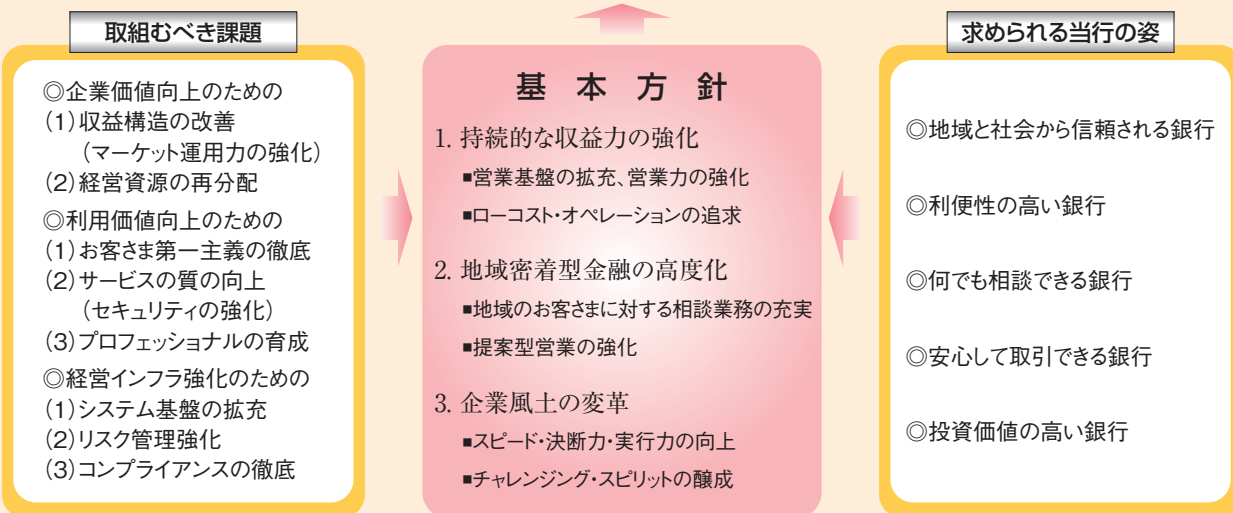 取組むべき課題
◎企業価値向上のための
(1)収益構造の改善
(マーケット運用力の強化)
(2)経営資源の再分配
◎利用価値向上のための
(1)お客さま第一主義の徹底
(2)サービスの質の向上
(セキュリティの強化)
(3)プロフェッショナルの育成
◎経営インフラ強化のための
(1)システム基盤の拡充
(2)リスク管理強化
(3)コンプライアンスの徹底
基本方針
1. 持続的な収益力の強化
■営業基盤の拡充、営業力の強化
■ローコスト・オペレーションの追求
2. 地域密着型金融の高度化
■地域のお客さまに対する相談業務の充実
■提案型営業の強化
3. 企業風土の変革
■スピード・決断力・実行力の向上
■チャレンジング・スピリットの醸成
求められる当行の姿
◎地域と社会から信頼される銀行
◎利便性の高い銀行
◎何でも相談できる銀行
◎安心して取引できる銀行
◎投資価値の高い銀行